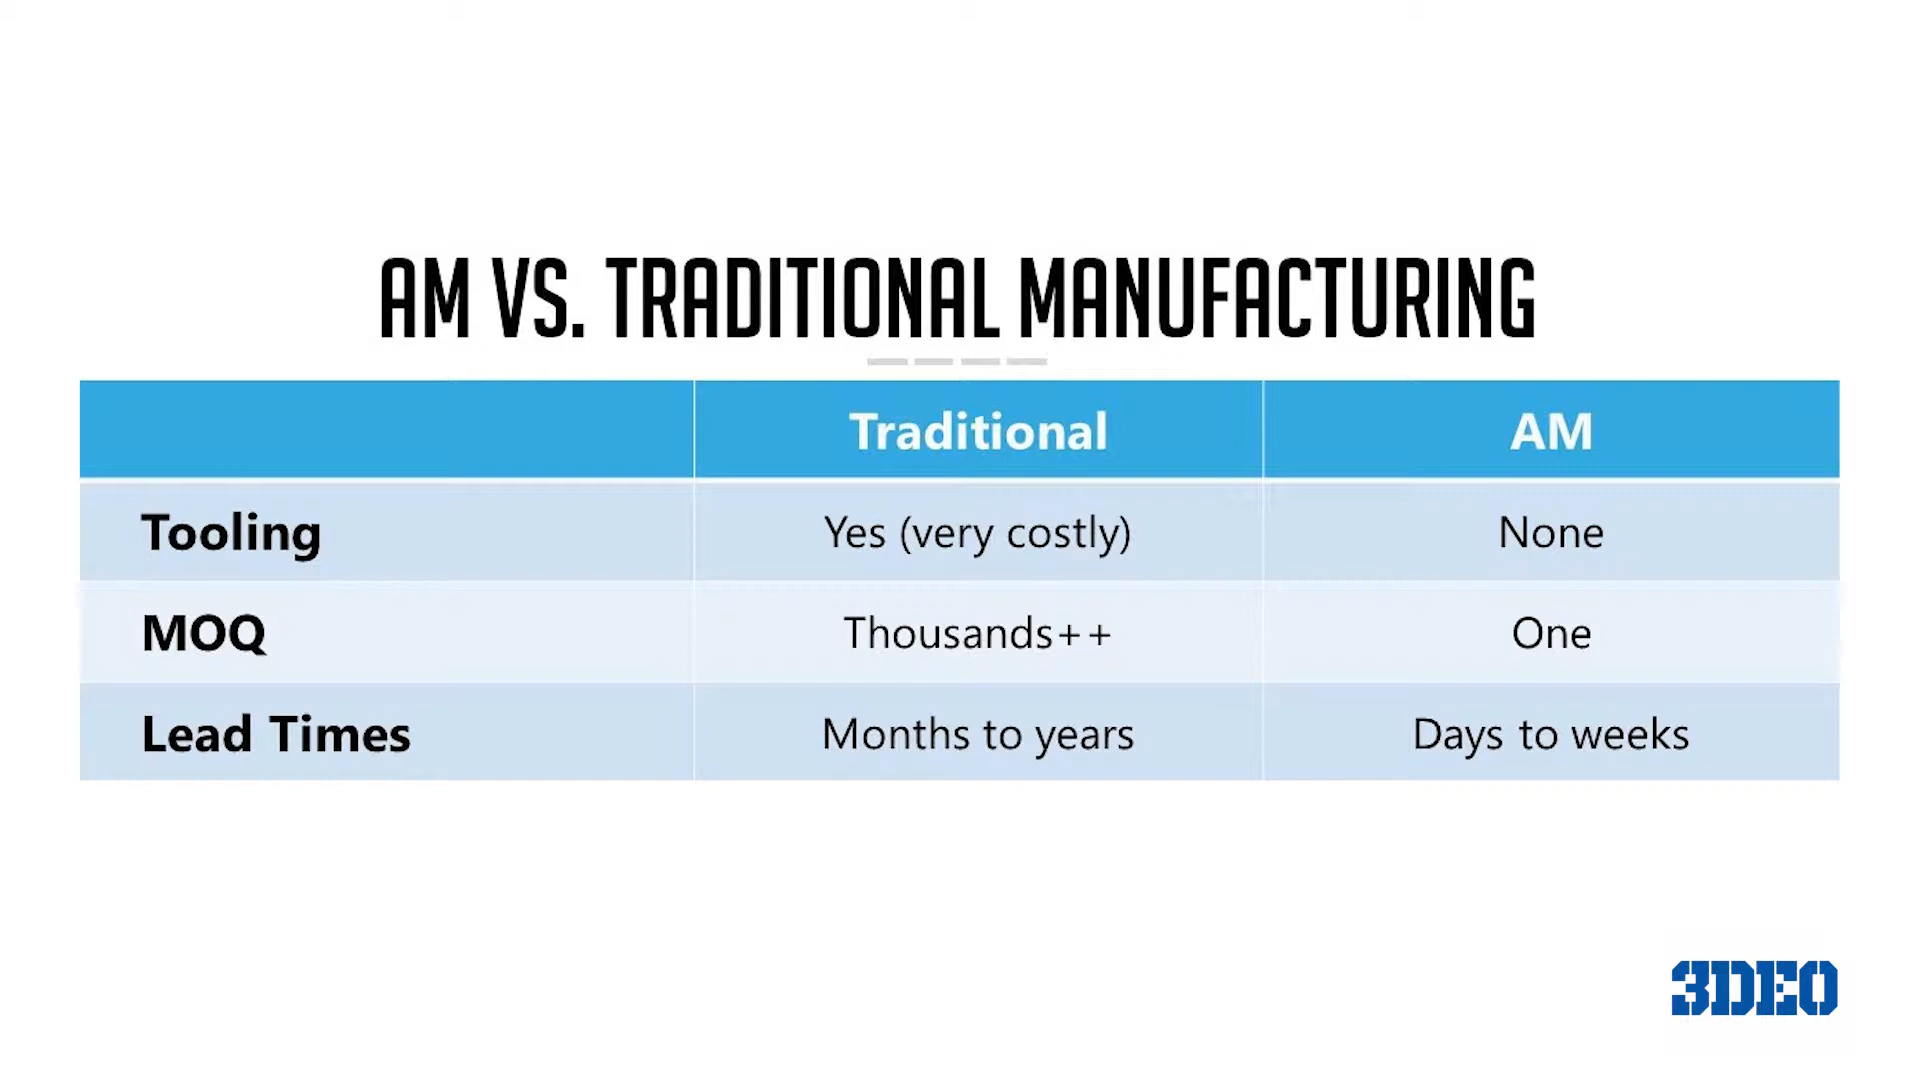 AM VS. TRADITIONAL MANUFACTURING
Traditional AM
Tooling Yes (very costly) None
MOQ Thousands++ One
Lead Times Months to years Days to weeks
3DEO